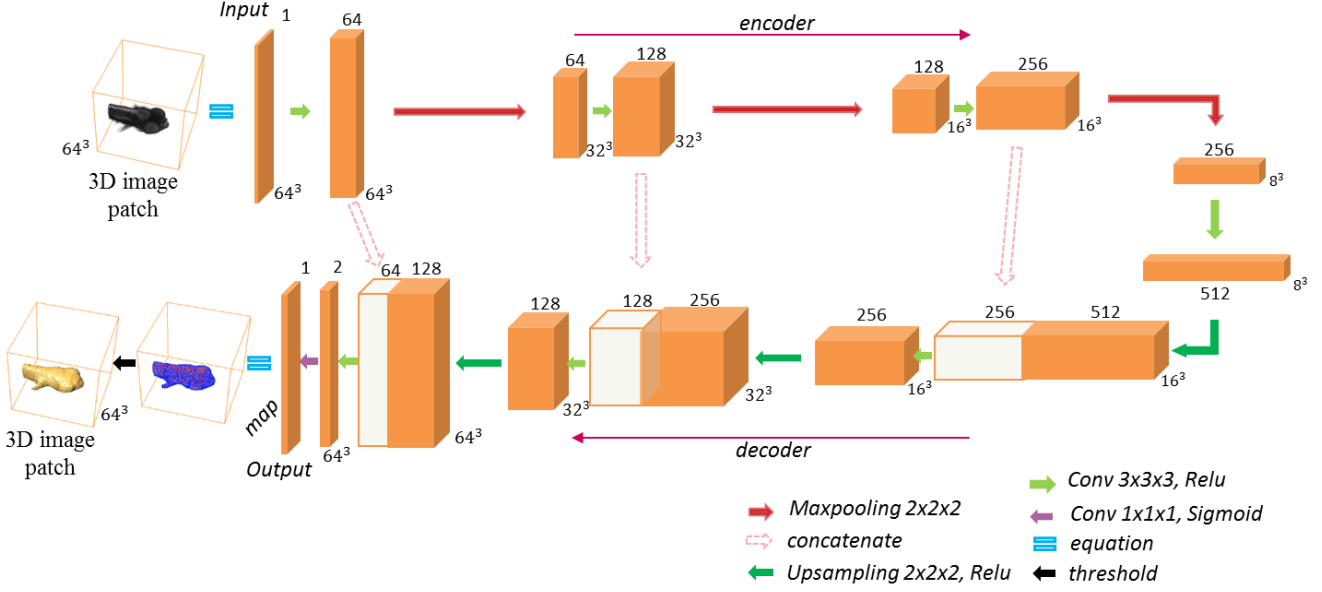 Input
1
64
encoder
64
128
128
256
64³
3D image
patch
64³
64³
32³
32³
16³
16³
256
8³
1
2
64
128
128
128
256
256
256
512
512
8³
64³
3D image
patch
map
Output
64³
64³
32³
32³
16³
16³
decoder
Maxpooling 2x2x2
concatenate
Upsampling 2x2x2, Relu
Conv 3x3x3, Relu
Conv 1x1x1, Sigmoid
equation
threshold